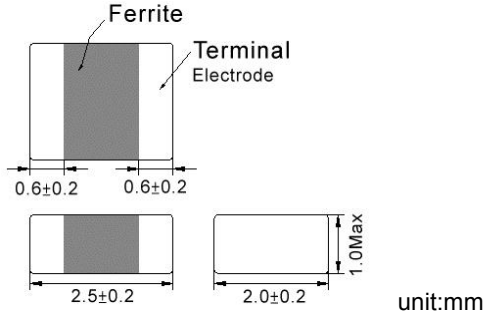 Ferrite
Terminal
Electrode
0.6±0.2
0.6±0.2
1.0Max
2.5±0.2
2.0±0.2
unit:mm